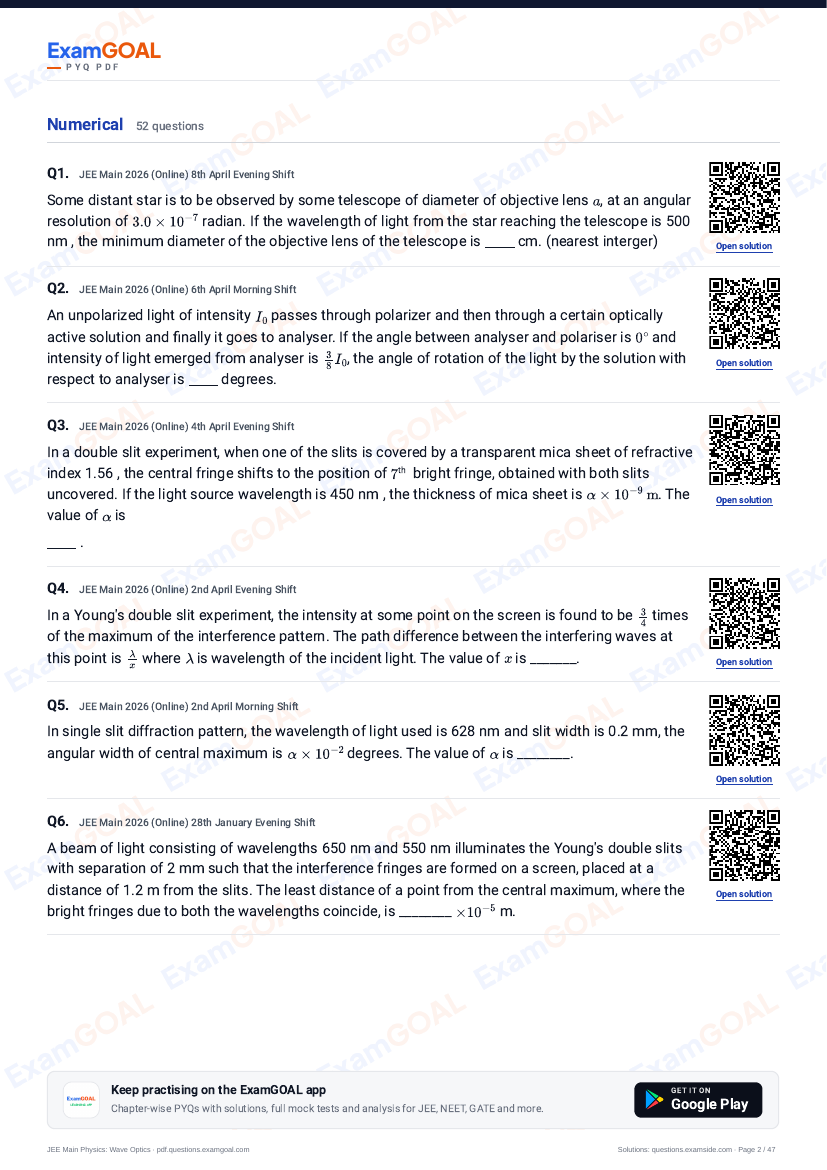 ExamGOAL
PYQ PDF
Numerical 52 questions
Q1. JEE Main 2026 (Online) 8th April Evening Shift
Some distant star is to be observed by some telescope of diameter of objective lens a, at an angular
resolution of 3.0 × 10⁻⁷ radian. If the wavelength of light from the star reaching the telescope is 500
nm , the minimum diameter of the objective lens of the telescope is ____ cm. (nearest interger)
Open solution
Q2. JEE Main 2026 (Online) 6th April Morning Shift
An unpolarized light of intensity I₀ passes through polarizer and then through a certain optically
active solution and finally it goes to analyser. If the angle between analyser and polariser is 0° and
intensity of light emerged from analyser is 3/8 I₀, the angle of rotation of the light by the solution with
respect to analyser is ____ degrees.
Open solution
Q3. JEE Main 2026 (Online) 4th April Evening Shift
In a double slit experiment, when one of the slits is covered by a transparent mica sheet of refractive
index 1.56 , the central fringe shifts to the position of 7ᵗʰ bright fringe, obtained with both slits
uncovered. If the light source wavelength is 450 nm , the thickness of mica sheet is α × 10⁻⁹ m. The
value of α is
____ .
Open solution
Q4. JEE Main 2026 (Online) 2nd April Evening Shift
In a Young's double slit experiment, the intensity at some point on the screen is found to be 3/4 times
of the maximum of the interference pattern. The path difference between the interfering waves at
this point is λ/x where λ is wavelength of the incident light. The value of x is _______.
Open solution
Q5. JEE Main 2026 (Online) 2nd April Morning Shift
In single slit diffraction pattern, the wavelength of light used is 628 nm and slit width is 0.2 mm, the
angular width of central maximum is α × 10⁻² degrees. The value of α is ________.
Open solution
Q6. JEE Main 2026 (Online) 28th January Evening Shift
A beam of light consisting of wavelengths 650 nm and 550 nm illuminates the Young's double slits
with separation of 2 mm such that the interference fringes are formed on a screen, placed at a
distance of 1.2 m from the slits. The least distance of a point from the central maximum, where the
bright fringes due to both the wavelengths coincide, is ________ ×10⁻⁵ m.
Open solution
ExamGOAL
Keep practising on the ExamGOAL app
Chapter-wise PYQs with solutions, full mock tests and analysis for JEE, NEET, GATE and more.
GET IT ON
Google Play
JEE Main Physics: Wave Optics · pdf.questions.examgoal.com
Solutions: questions.examside.com · Page 2 / 47